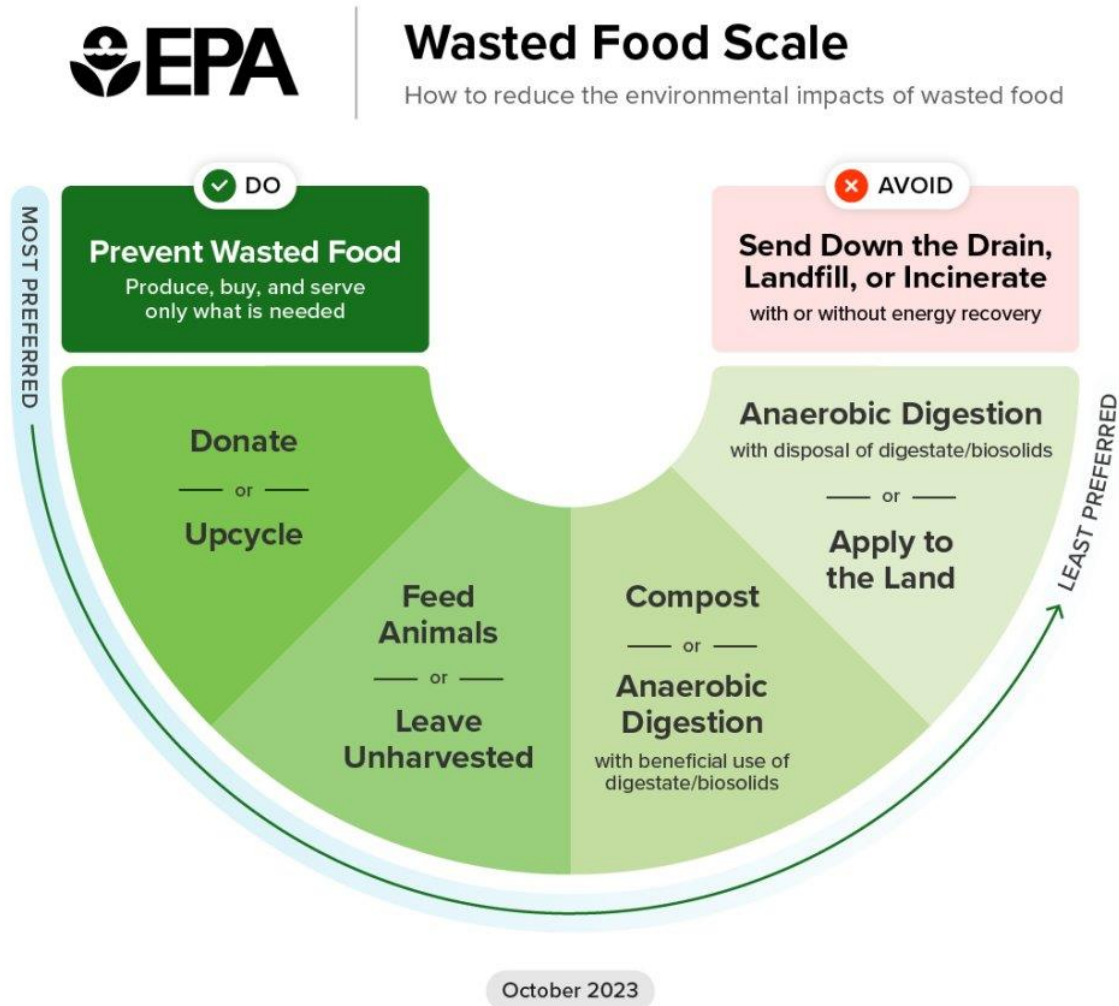 EPA
Wasted Food Scale
How to reduce the environmental impacts of wasted food
DO
Prevent Wasted Food
Produce, buy, and serve
only what is needed
AVOID
Send Down the Drain,
Landfill, or Incinerate
with or without energy recovery
MOST PREFERRED
Donate
or
Upcycle
Feed
Animals
or
Leave
Unharvested
Compost
or
Anaerobic
Digestion
with beneficial use of
digestate/biosolids
Anaerobic Digestion
with disposal of digestate/biosolids
or
Apply to
the Land
LEAST PREFERRED
October 2023